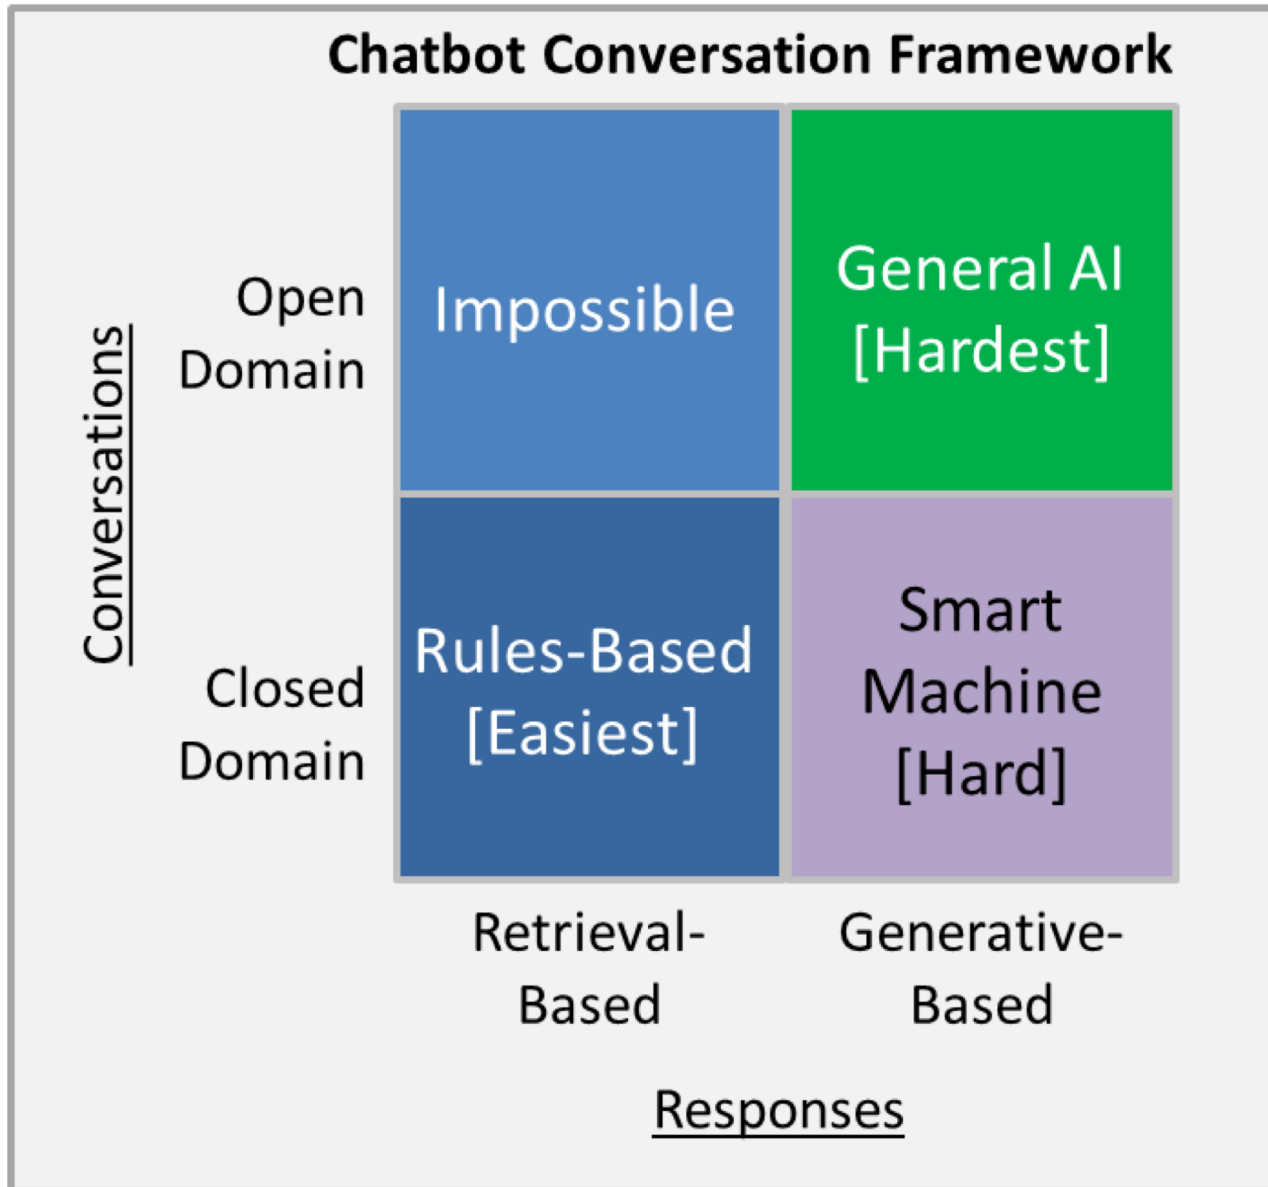 Chatbot Conversation Framework
Conversations
Open
Domain
Impossible
General AI
[Hardest]
Closed
Domain
Rules-Based
[Easiest]
Smart
Machine
[Hard]
Retrieval-
Based
Generative-
Based
Responses